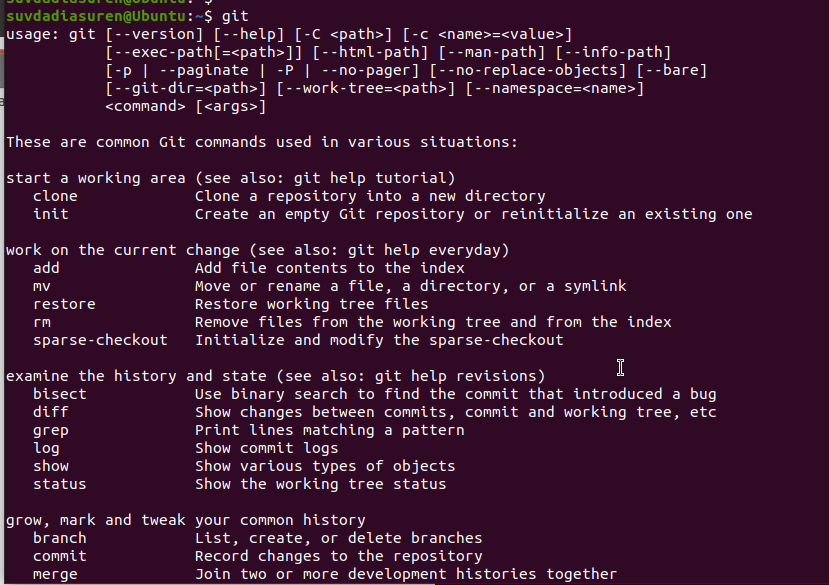 suvdadiasuren@Ubuntu:~$ git
usage: git [--version] [--help] [-C <path>] [-c <name>=<value>]
           [--exec-path[=<path>]] [--html-path] [--man-path] [--info-path]
           [-p | --paginate | -P | --no-pager] [--no-replace-objects] [--bare]
           [--git-dir=<path>] [--work-tree=<path>] [--namespace=<name>]
           <command> [<args>]

These are common Git commands used in various situations:

start a working area (see also: git help tutorial)
   clone             Clone a repository into a new directory
   init              Create an empty Git repository or reinitialize an existing one

work on the current change (see also: git help everyday)
   add               Add file contents to the index
   mv                Move or rename a file, a directory, or a symlink
   restore           Restore working tree files
   rm                Remove files from the working tree and from the index
   sparse-checkout   Initialize and modify the sparse-checkout

examine the history and state (see also: git help revisions)
   bisect            Use binary search to find the commit that introduced a bug
   diff              Show changes between commits, commit and working tree, etc
   grep              Print lines matching a pattern
   log               Show commit logs
   show              Show various types of objects
   status            Show the working tree status

grow, mark and tweak your common history
   branch            List, create, or delete branches
   commit            Record changes to the repository
   merge             Join two or more development histories together